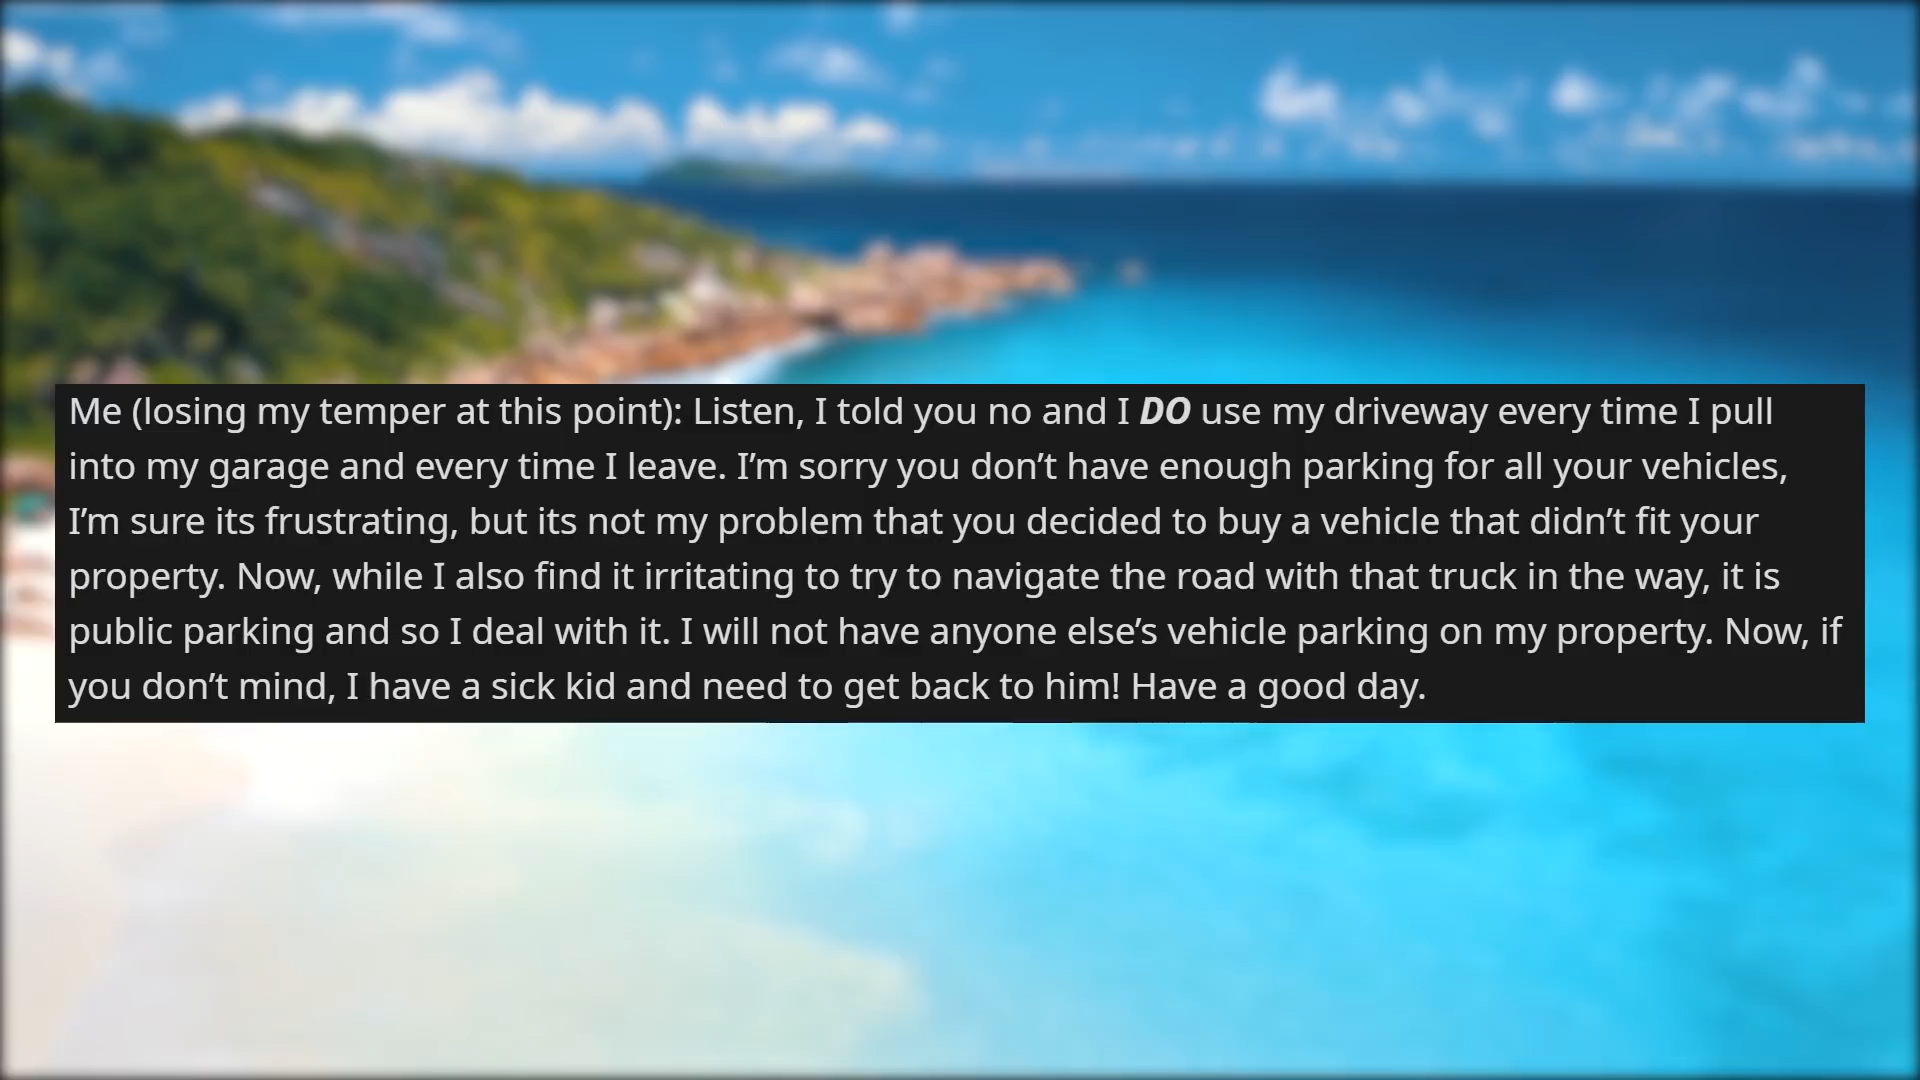 Me (losing my temper at this point): Listen, I told you no and I DO use my driveway every time I pull
into my garage and every time I leave. I’m sorry you don’t have enough parking for all your vehicles,
I’m sure its frustrating, but its not my problem that you decided to buy a vehicle that didn’t fit your
property. Now, while I also find it irritating to try to navigate the road with that truck in the way, it is
public parking and so I deal with it. I will not have anyone else’s vehicle parking on my property. Now, if
you don’t mind, I have a sick kid and need to get back to him! Have a good day.